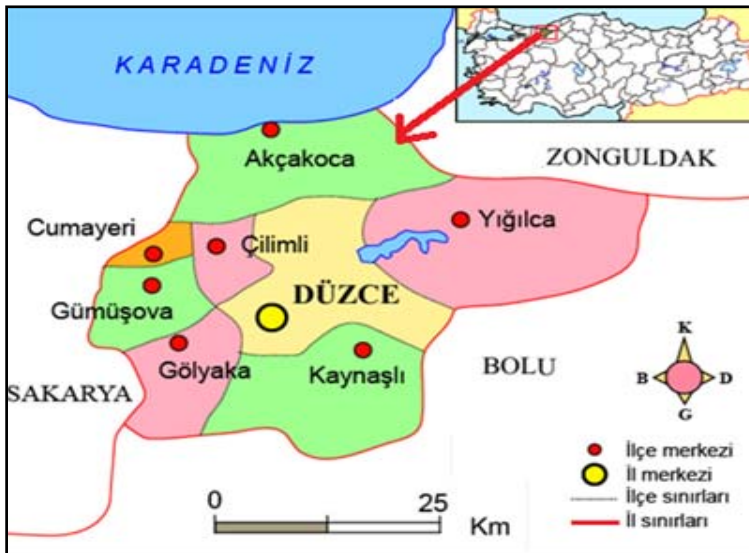 KARADENİZ
Akçakoca
ZONGULDAK
Cumayeri
Çilimli
Yığılca
Gümüşova
DÜZCE
Gölyaka
Kaynaşlı
BOLU
SAKARYA
K
B
D
G
İlçe merkezi
İl merkezi
İlçe sınırları
İl sınırları
0
25
Km